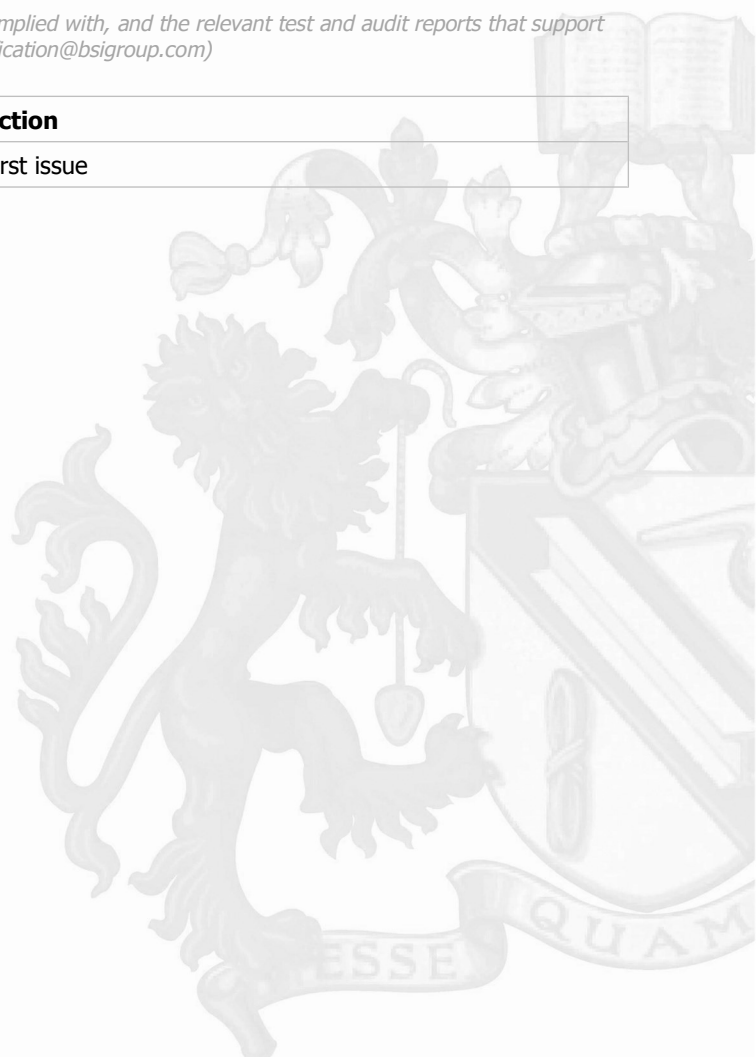 mplied with, and the relevant test and audit reports that support
ication@bsigroup.com)
ction
rst issue
ESSE
QUAM